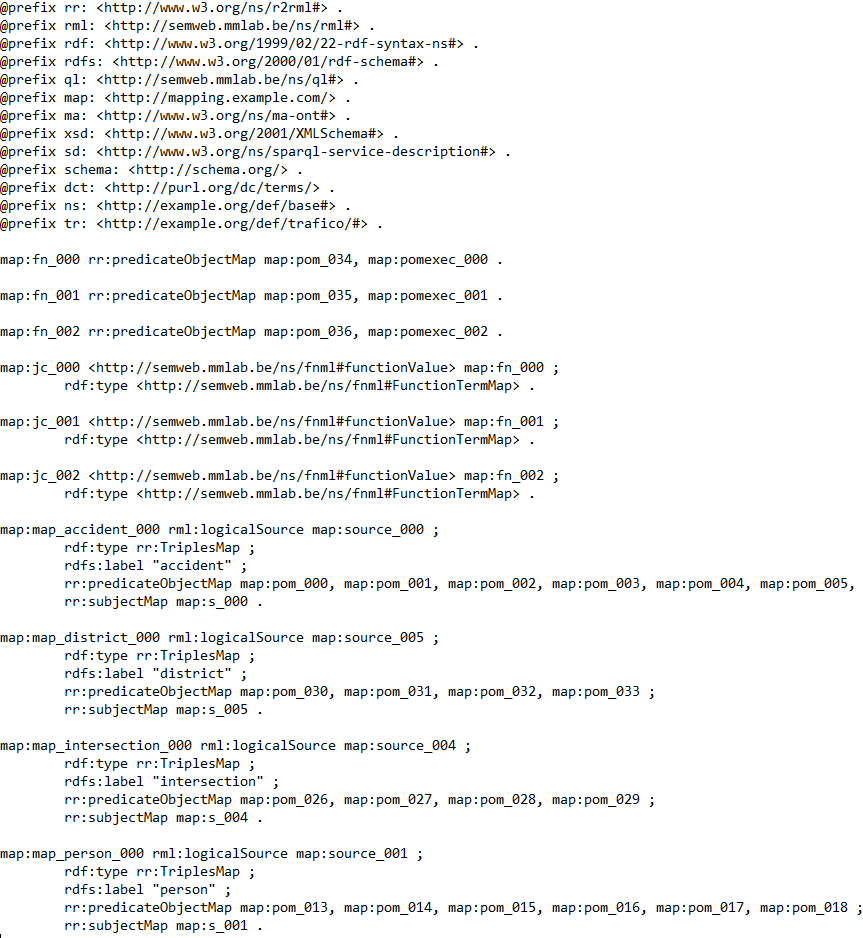 @prefix rr: <http://www.w3.org/ns/r2rml#> .
@prefix rml: <http://semweb.mmlab.be/ns/rml#> .
@prefix rdf: <http://www.w3.org/1999/02/22-rdf-syntax-ns#> .
@prefix rdfs: <http://www.w3.org/2000/01/rdf-schema#> .
@prefix ql: <http://semweb.mmlab.be/ns/ql#> .
@prefix map: <http://mapping.example.com/> .
@prefix ma: <http://www.w3.org/ns/ma-ont#> .
@prefix xsd: <http://www.w3.org/2001/XMLSchema#> .
@prefix sd: <http://www.w3.org/ns/sparql-service-description#> .
@prefix schema: <http://schema.org/> .
@prefix dct: <http://purl.org/dc/terms/> .
@prefix ns: <http://example.org/def/base#> .
@prefix tr: <http://example.org/def/trafico/#> .

map:fn_000 rr:predicateObjectMap map:pom_034, map:pomexec_000 .

map:fn_001 rr:predicateObjectMap map:pom_035, map:pomexec_001 .

map:fn_002 rr:predicateObjectMap map:pom_036, map:pomexec_002 .

map:jc_000 <http://semweb.mmlab.be/ns/fnml#functionValue> map:fn_000 ;
        rdf:type <http://semweb.mmlab.be/ns/fnml#FunctionTermMap> .

map:jc_001 <http://semweb.mmlab.be/ns/fnml#functionValue> map:fn_001 ;
        rdf:type <http://semweb.mmlab.be/ns/fnml#FunctionTermMap> .

map:jc_002 <http://semweb.mmlab.be/ns/fnml#functionValue> map:fn_002 ;
        rdf:type <http://semweb.mmlab.be/ns/fnml#FunctionTermMap> .

map:map_accident_000 rml:logicalSource map:source_000 ;
        rdf:type rr:TriplesMap ;
        rdfs:label "accident" ;
        rr:predicateObjectMap map:pom_000, map:pom_001, map:pom_002, map:pom_003, map:pom_004, map:pom_005,
        rr:subjectMap map:s_000 .

map:map_district_000 rml:logicalSource map:source_005 ;
        rdf:type rr:TriplesMap ;
        rdfs:label "district" ;
        rr:predicateObjectMap map:pom_030, map:pom_031, map:pom_032, map:pom_033 ;
        rr:subjectMap map:s_005 .

map:map_intersection_000 rml:logicalSource map:source_004 ;
        rdf:type rr:TriplesMap ;
        rdfs:label "intersection" ;
        rr:predicateObjectMap map:pom_026, map:pom_027, map:pom_028, map:pom_029 ;
        rr:subjectMap map:s_004 .

map:map_person_000 rml:logicalSource map:source_001 ;
        rdf:type rr:TriplesMap ;
        rdfs:label "person" ;
        rr:predicateObjectMap map:pom_013, map:pom_014, map:pom_015, map:pom_016, map:pom_017, map:pom_018 ;
        rr:subjectMap map:s_001 .